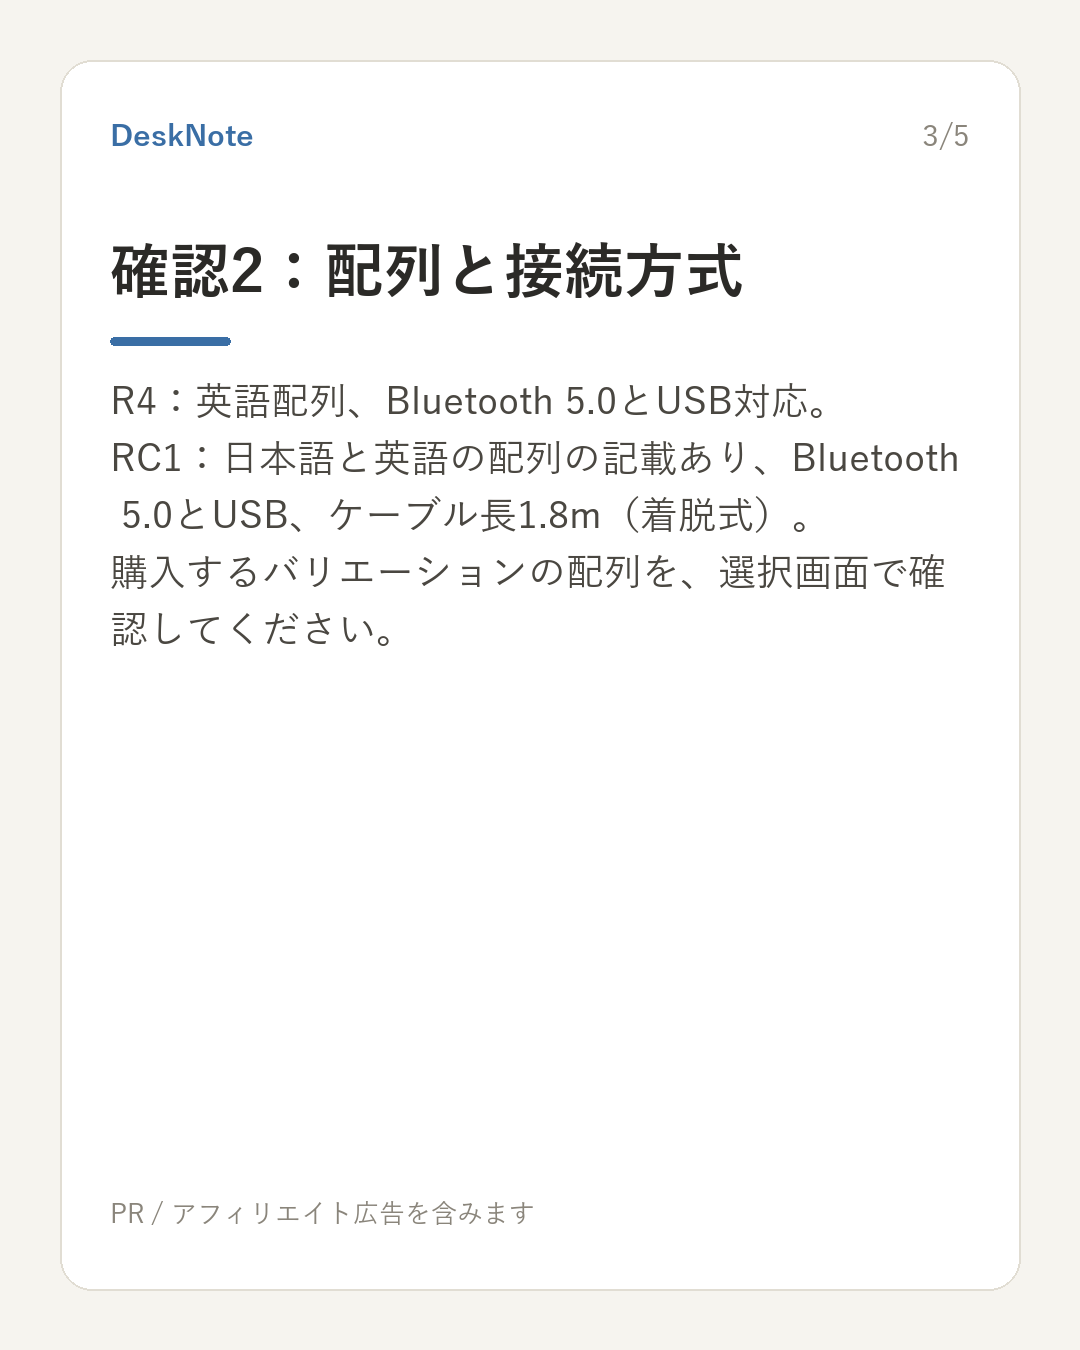 DeskNote
3/5
確認2：配列と接続方式
R4：英語配列、Bluetooth 5.0とUSB対応。
RC1：日本語と英語の配列の記載あり、Bluetooth
5.0とUSB、ケーブル長1.8m（着脱式）。
購入するバリエーションの配列を、選択画面で確
認してください。
PR / アフィリエイト広告を含みます